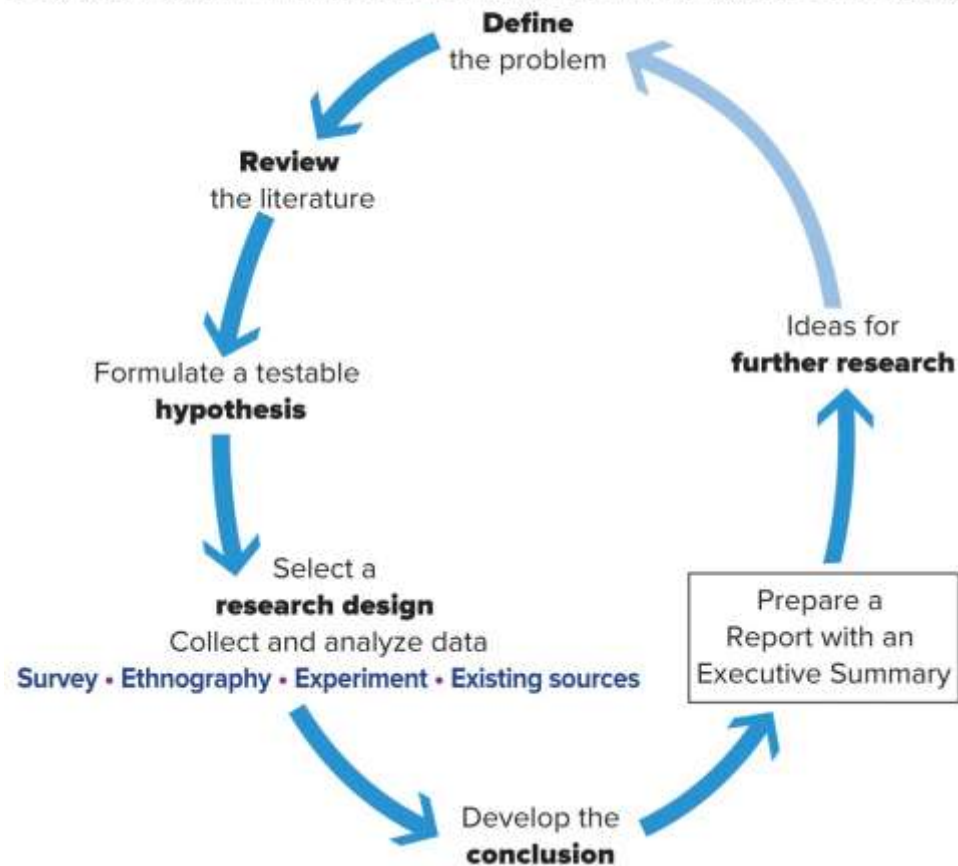 Define
the problem
Review
the literature
Formulate a testable
hypothesis
Select a
research design
Collect and analyze data
Survey • Ethnography • Experiment • Existing sources
Develop the
conclusion
Prepare a
Report with an
Executive Summary
Ideas for
further research